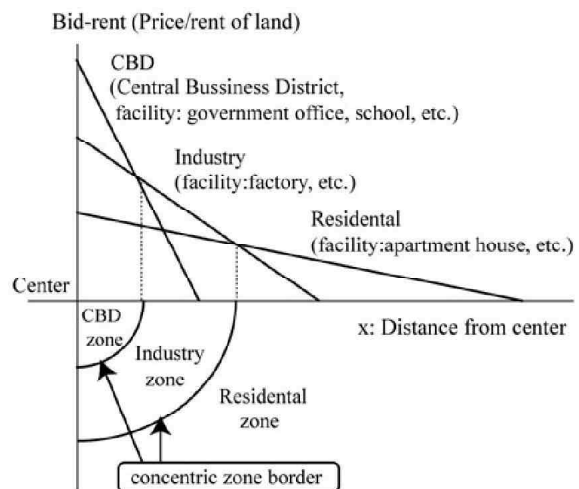 Bid-rent (Price/rent of land)
CBD
(Central Bussiness District,
facility: government office, school, etc.)
Industry
(facility:factory, etc.)
Residental
(facility:apartment house, etc.)
Center
x: Distance from center
CBD
zone
Industry
zone
Residental
zone
concentric zone border